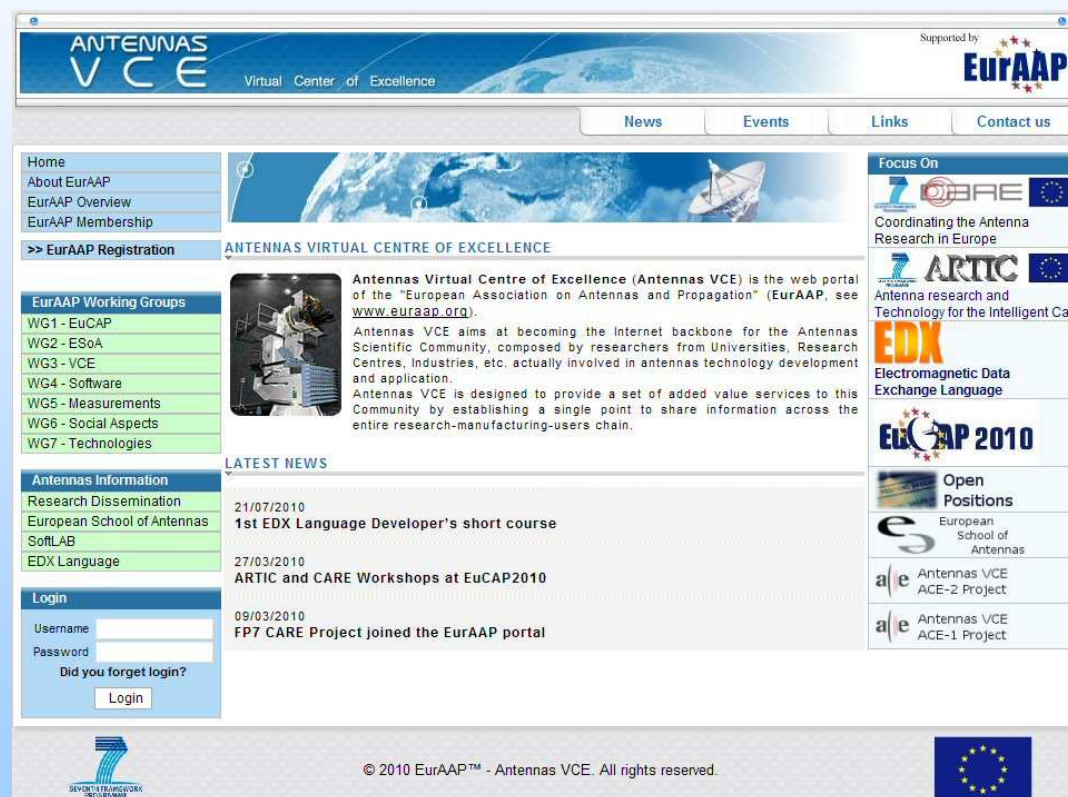 ANTENNAS
VCE
Virtual Center of Excellence
Supported by
EurAAP
News
Events
Links
Contact us
Home
About EurAAP
EurAAP Overview
EurAAP Membership
>> EurAAP Registration
EurAAP Working Groups
WG1 - EuCAP
WG2 - ESoA
WG3 - VCE
WG4 - Software
WG5 - Measurements
WG6 - Social Aspects
WG7 - Technologies
Antennas Information
Research Dissemination
European School of Antennas
SoftLAB
EDX Language
Login
Username
Password
Did you forget login?
Login
ANTENNAS VIRTUAL CENTRE OF EXCELLENCE
Antennas Virtual Centre of Excellence (Antennas VCE) is the web portal
of the "European Association on Antennas and Propagation" (EurAAP, see
www.euraap.org).
Antennas VCE aims at becoming the Internet backbone for the Antennas
Scientific Community, composed by researchers from Universities, Research
Centres, Industries, etc. actually involved in antennas technology development
and application.
Antennas VCE is designed to provide a set of added value services to this
Community by establishing a single point to share information across the
entire research-manufacturing-users chain.
LATEST NEWS
21/07/2010
1st EDX Language Developer's short course
27/03/2010
ARTIC and CARE Workshops at EuCAP2010
09/03/2010
FP7 CARE Project joined the EurAAP portal
Focus On
CARE
Coordinating the Antenna
Research in Europe
ARTIC
Antenna research and
Technology for the Intelligent Ca
EDX
Electromagnetic Data
Exchange Language
EuCAP 2010
Open
Positions
European
School of
Antennas
ace
Antennas VCE
ACE-2 Project
ace
Antennas VCE
ACE-1 Project
SEVENTH FRAMEWORK
PROGRAMME
© 2010 EurAAP™ - Antennas VCE. All rights reserved.